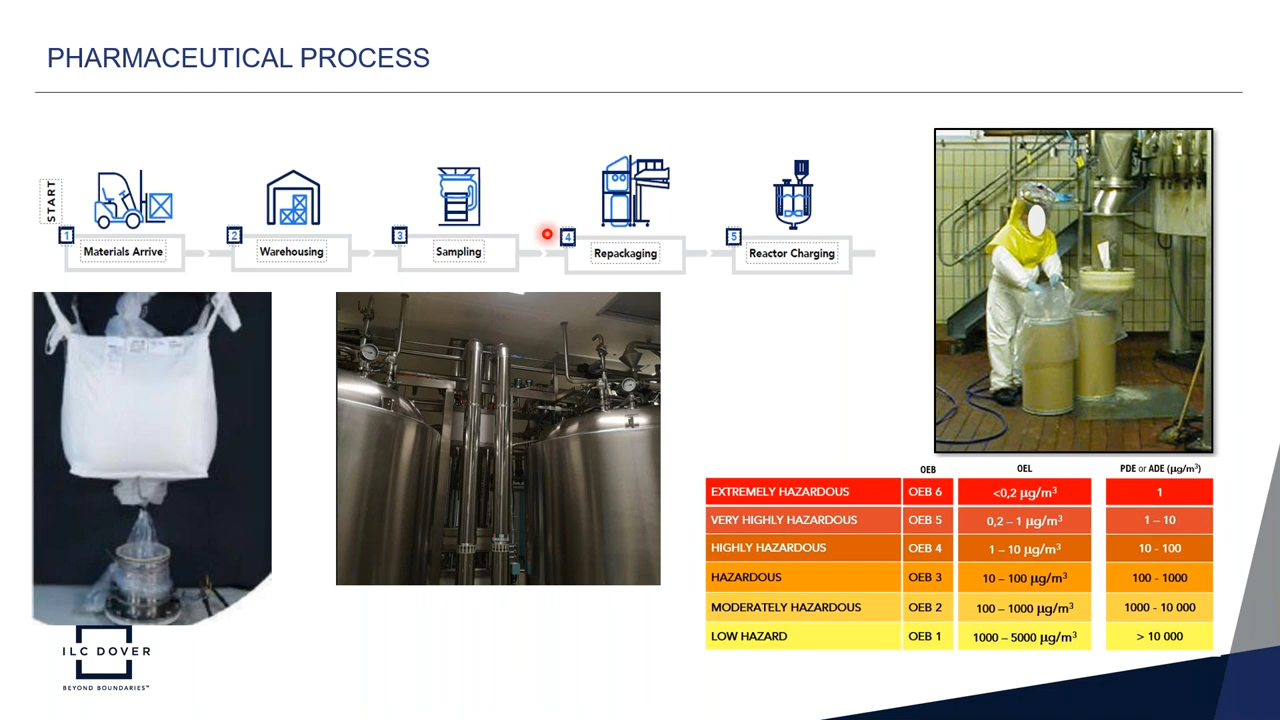 PHARMACEUTICAL PROCESS
START
1
Materials Arrive
2
Warehousing
3
Sampling
4
Repackaging
5
Reactor Charging
OEB OEL PDE or ADE (µg/m³)
EXTREMELY HAZARDOUS OEB 6 <0,2 µg/m³ 1
VERY HIGHLY HAZARDOUS OEB 5 0,2 – 1 µg/m³ 1 – 10
HIGHLY HAZARDOUS OEB 4 1 – 10 µg/m³ 10 - 100
HAZARDOUS OEB 3 10 – 100 µg/m³ 100 - 1000
MODERATELY HAZARDOUS OEB 2 100 – 1000 µg/m³ 1000 - 10 000
LOW HAZARD OEB 1 1000 – 5000 µg/m³ > 10 000
ILC DOVER
BEYOND BOUNDARIES™